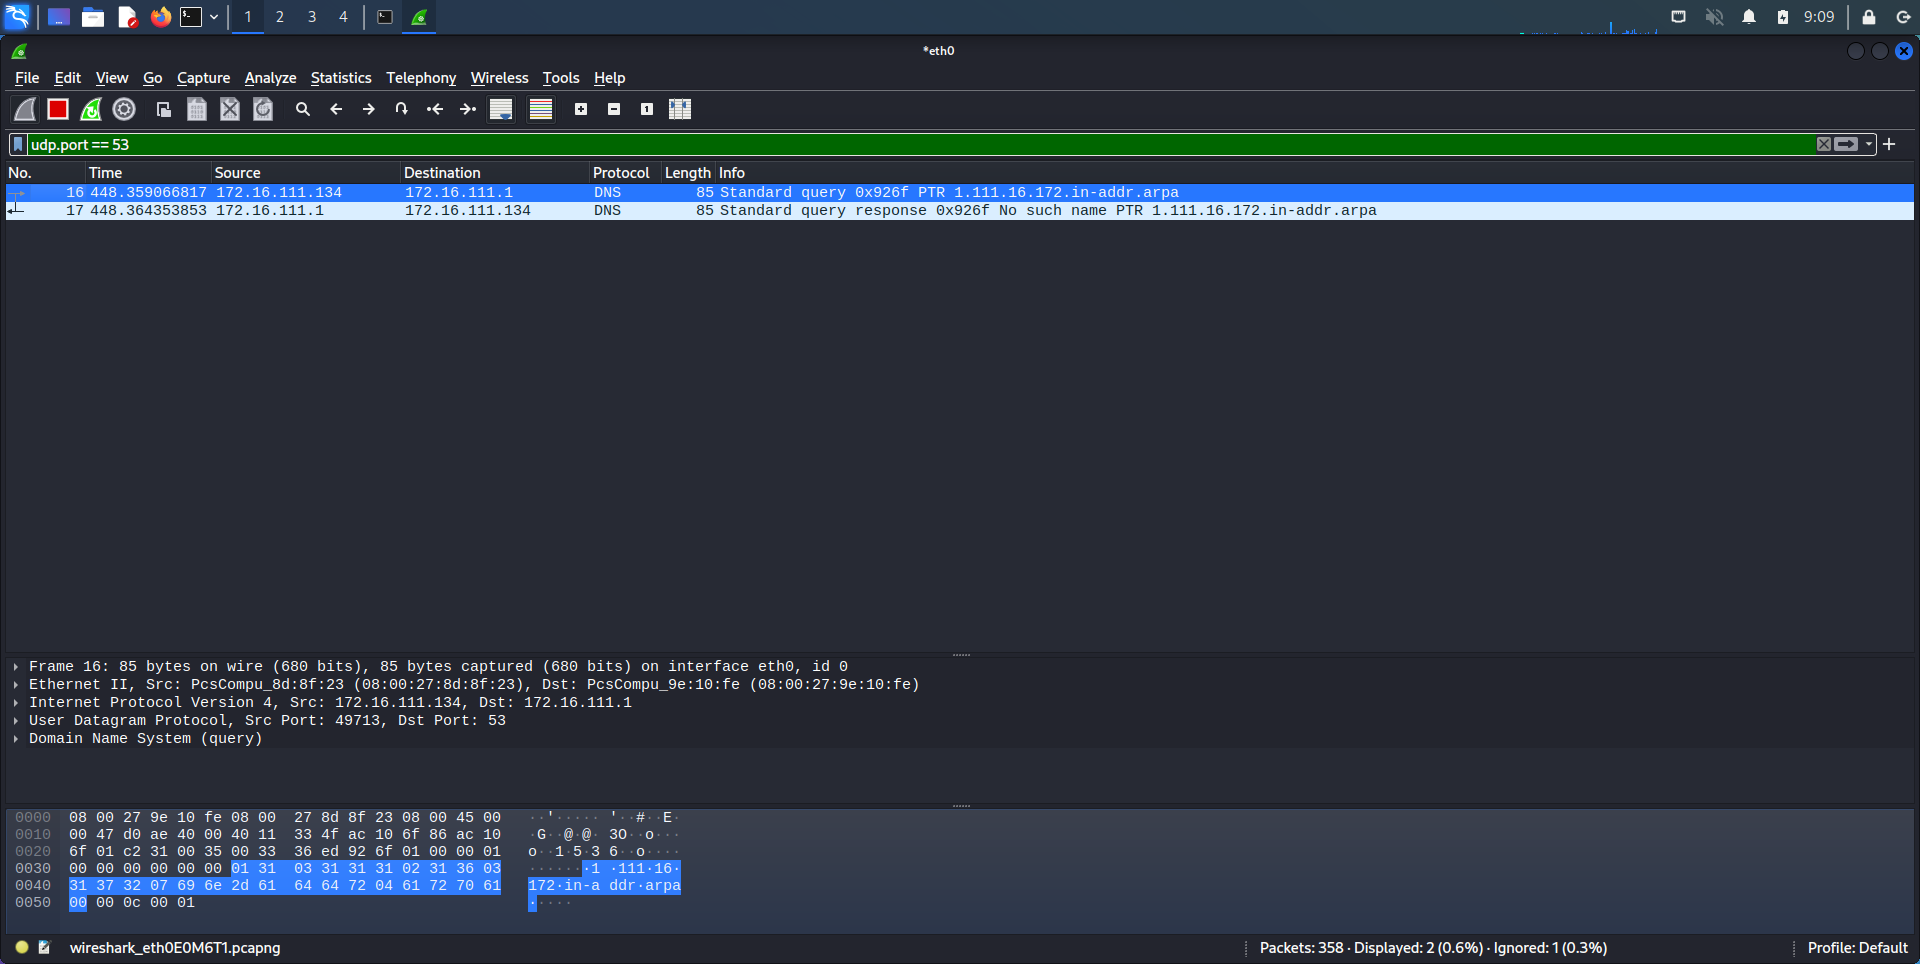 1 2 3 4 9:09
*eth0
File Edit View Go Capture Analyze Statistics Telephony Wireless Tools Help
udp.port == 53
No. Time Source Destination Protocol Length Info
16 448.359066817 172.16.111.134 172.16.111.1 DNS 85 Standard query 0x926f PTR 1.111.16.172.in-addr.arpa
17 448.364353853 172.16.111.1 172.16.111.134 DNS 85 Standard query response 0x926f No such name PTR 1.111.16.172.in-addr.arpa
Frame 16: 85 bytes on wire (680 bits), 85 bytes captured (680 bits) on interface eth0, id 0
Ethernet II, Src: PcsCompu_8d:8f:23 (08:00:27:8d:8f:23), Dst: PcsCompu_9e:10:fe (08:00:27:9e:10:fe)
Internet Protocol Version 4, Src: 172.16.111.134, Dst: 172.16.111.1
User Datagram Protocol, Src Port: 49713, Dst Port: 53
Domain Name System (query)
0000 08 00 27 9e 10 fe 08 00 27 8d 8f 23 08 00 45 00 ··'····· '··#··E·
0010 00 47 d0 ae 40 00 40 11 33 4f ac 10 6f 86 ac 10 ·G··@·@· 3O··o···
0020 6f 01 c2 31 00 35 00 33 36 ed 92 6f 01 00 00 01 o··1·5·3 6··o····
0030 00 00 00 00 00 00 01 31 03 31 31 31 02 31 36 03 ·······1 ·111·16·
0040 31 37 32 07 69 6e 2d 61 64 64 72 04 61 72 70 61 172·in-a ddr·arpa
0050 00 00 0c 00 01 ·····
wireshark_eth0E0M6T1.pcapng Packets: 358 · Displayed: 2 (0.6%) · Ignored: 1 (0.3%) Profile: Default